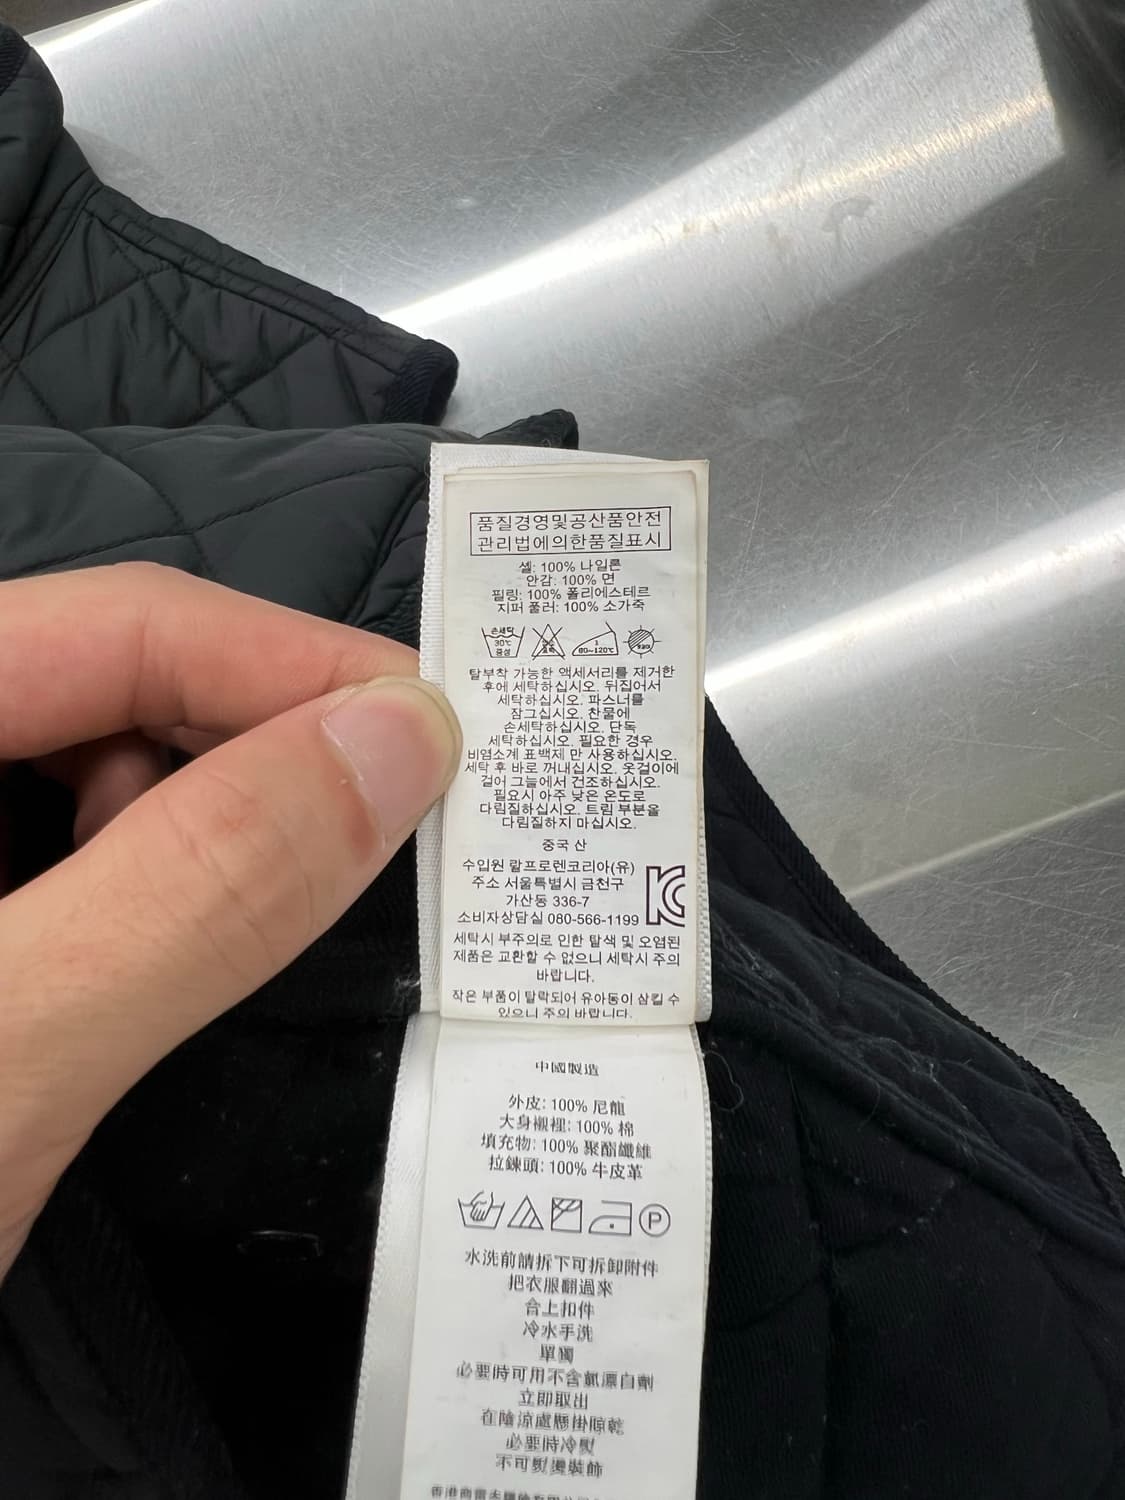 품질경영및공산품안전
관리법에의한품질표시
셸: 100% 나일론
안감: 100% 면
필링: 100% 폴리에스테르
지퍼 풀러: 100% 소가죽
손세탁
30℃
중성
80~120℃
탈부착 가능한 액세서리를 제거한
후에 세탁하십시오. 뒤집어서
세탁하십시오. 파스너를
잠그십시오. 찬물에
손세탁하십시오. 단독
세탁하십시오. 필요한 경우
비염소계 표백제 만 사용하십시오.
세탁 후 바로 꺼내십시오. 옷걸이에
걸어 그늘에서 건조하십시오.
필요시 아주 낮은 온도로
다림질하십시오. 트림 부분을
다림질하지 마십시오.
중국 산
수입원 랄프로렌코리아(유)
주소 서울특별시 금천구
가산동 336-7
소비자상담실 080-566-1199
KC
세탁시 부주의로 인한 탈색 및 오염된
제품은 교환할 수 없으니 세탁시 주의
바랍니다.
작은 부품이 탈락되어 유아동이 삼킬 수
있으니 주의 바랍니다.
中國製造
外皮: 100% 尼龍
大身襯裡: 100% 棉
填充物: 100% 聚酯纖維
拉鍊頭: 100% 牛皮革
P
水洗前請拆下可拆卸附件
把衣服翻過來
合上扣件
冷水手洗
單獨
必要時可用不含氯漂白劑
立即取出
在陰涼處懸掛晾乾
必要時冷熨
不可熨燙裝飾